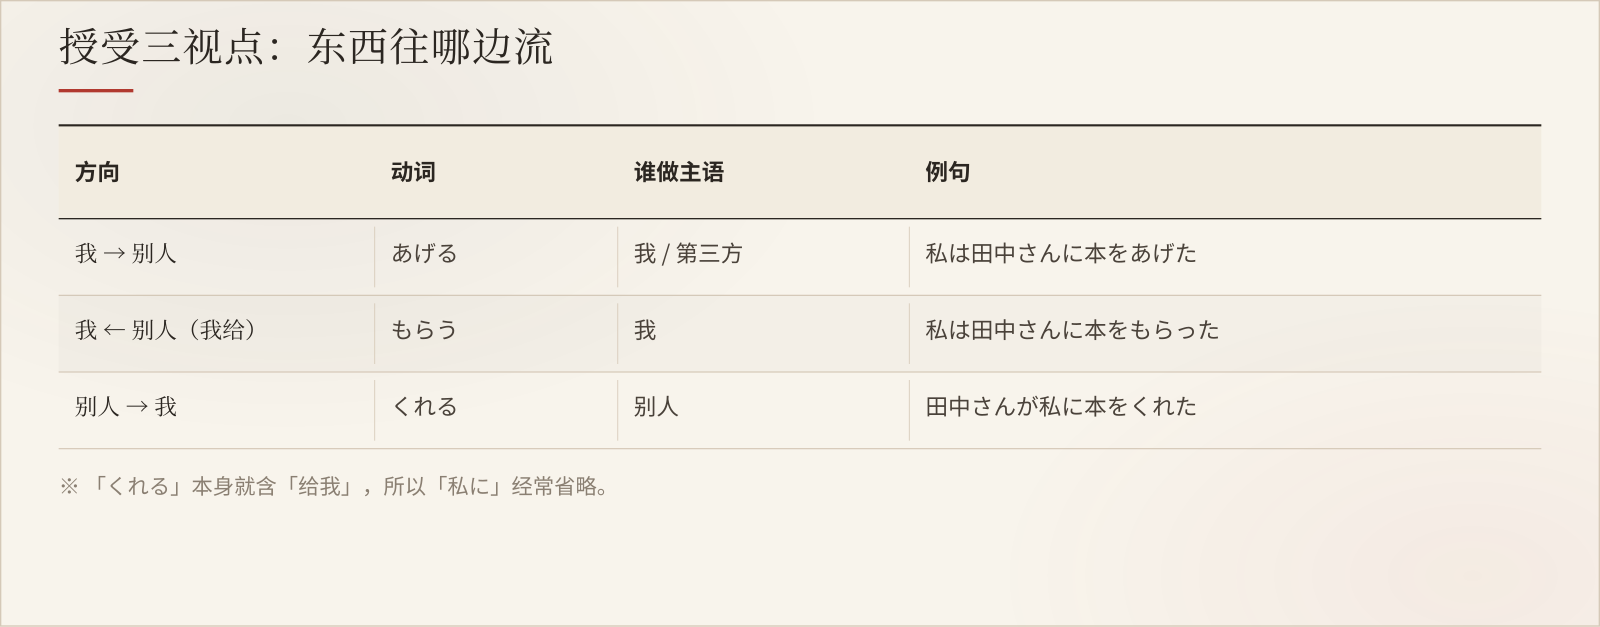 授受三视点：东西往哪边流
方向 动词 谁做主语 例句
我 → 别人 あげる 我 / 第三方 私は田中さんに本をあげた
我 ← 别人（我给） もらう 我 私は田中さんに本をもらった
别人 → 我 くれる 别人 田中さんが私に本をくれた
※ 「くれる」本身就含「给我」，所以「私に」经常省略。